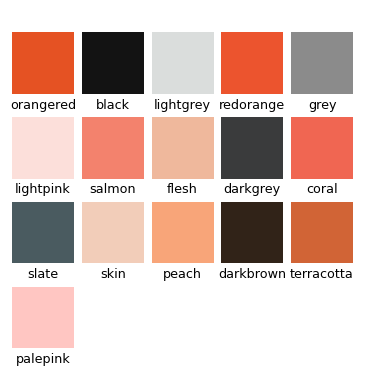 orangered black lightgrey redorange grey
lightpink salmon flesh darkgrey coral
slate skin peach darkbrown terracotta
palepink